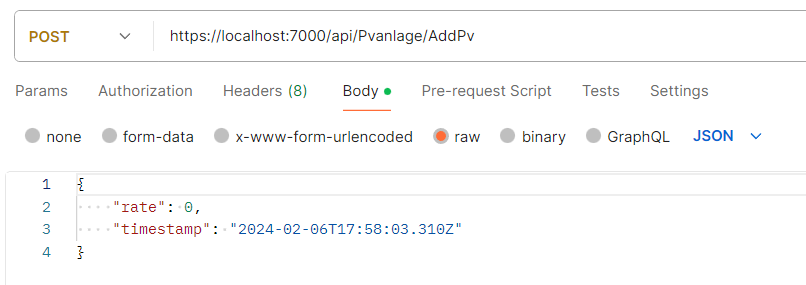 POST https://localhost:7000/api/Pvanlage/AddPv
Params Authorization Headers (8) Body Pre-request Script Tests Settings
none form-data x-www-form-urlencoded raw binary GraphQL JSON
1 {
2 "rate": 0,
3 "timestamp": "2024-02-06T17:58:03.310Z"
4 }